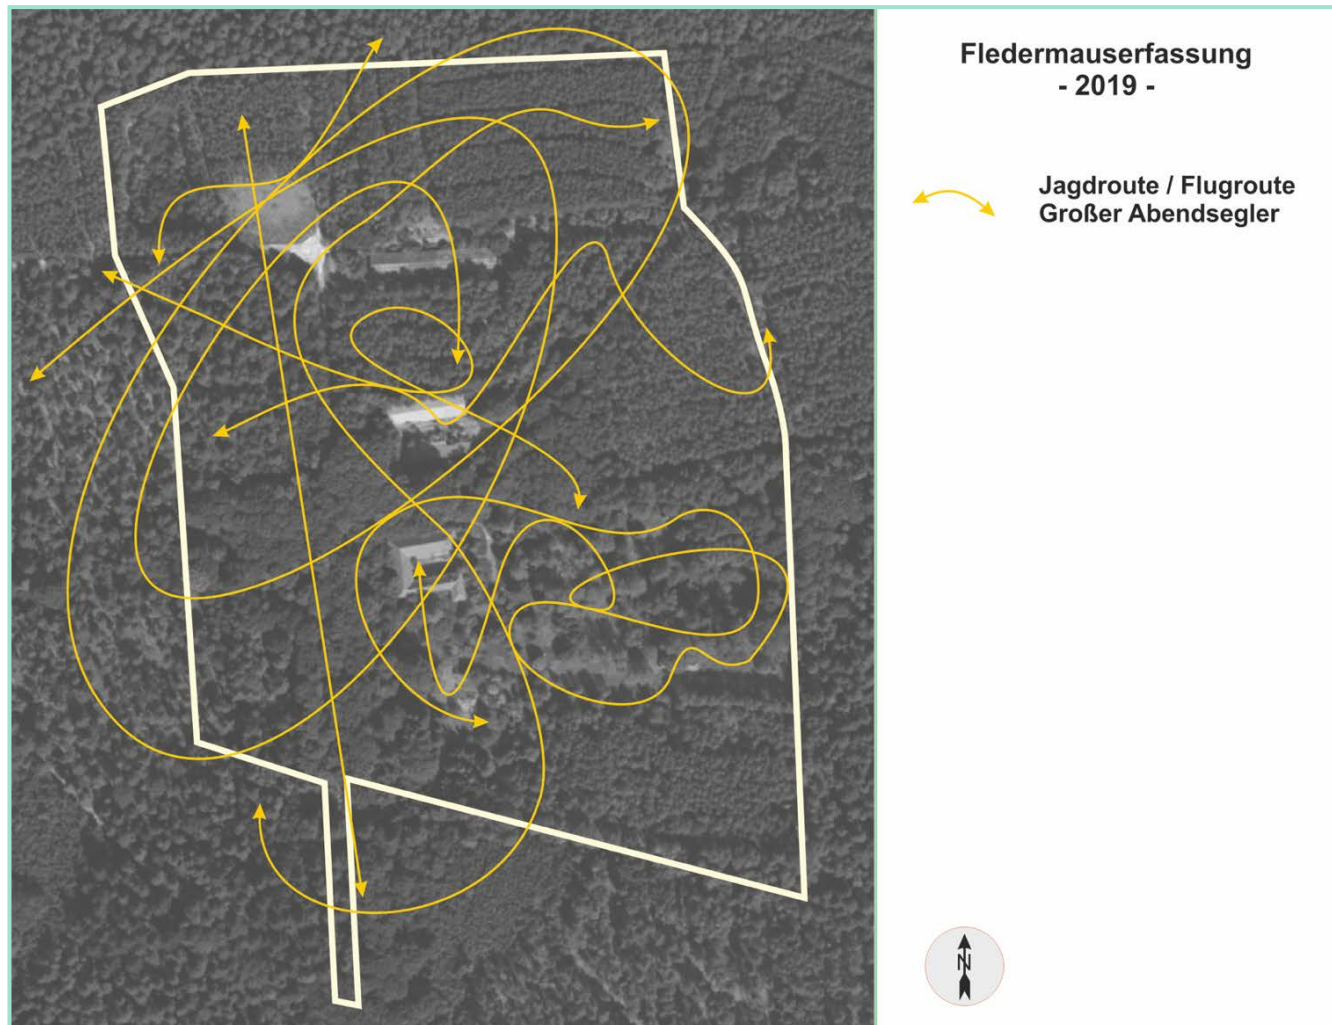 Fledermauserfassung
- 2019 -
Jagdroute / Flugroute
Großer Abendsegler
N